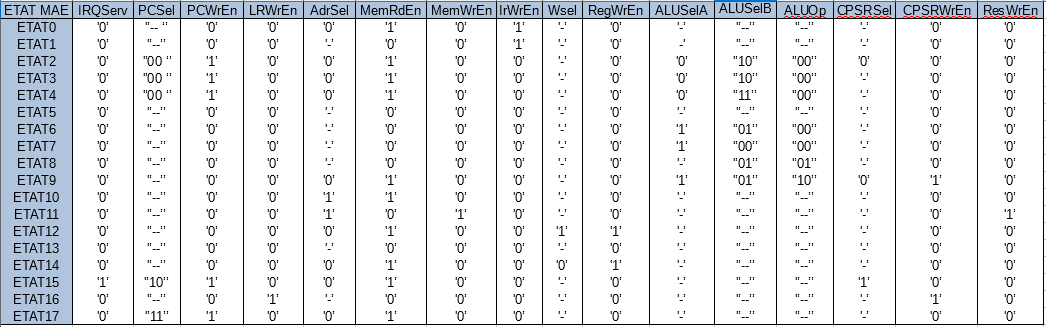 ETAT MAE IRQServ PCSel PCWrEn LRWrEn AdrSel MemRdEn MemWrEn IrWrEn Wsel RegWrEn ALUSelA ALUSelB ALUOp CPSRSel CPSRWrEn ResWrEn
ETAT0 '0' "--" '0' '0' '0' '1' '0' '1' '-' '0' '-' "--" "--" '-' '0' '0'
ETAT1 '0' "--" '0' '0' '-' '0' '0' '1' '-' '0' -' "--" "--" '-' '0' '0'
ETAT2 '0' "00 " '1' '0' '0' '1' '0' '0' '-' '0' '0' "10" "00" '0' '0' '0'
ETAT3 '0' "00 " '1' '0' '0' '1' '0' '0' '-' '0' '0' "10" "00" '-' '0' '0'
ETAT4 '0' "00 " '1' '0' '0' '1' '0' '0' '-' '0' '0' "11" "00" '-' '0' '0'
ETAT5 '0' "--" '0' '0' '-' '0' '0' '0' '-' '0' '-' "--" "--" '-' '0' '0'
ETAT6 '0' "--" '0' '0' '-' '0' '0' '0' '-' '0' '1' "01" "00" '-' '0' '0'
ETAT7 '0' "--" '0' '0' '-' '0' '0' '0' '-' '0' '1' "00" "00" '-' '0' '0'
ETAT8 '0' "--" '0' '0' '-' '0' '0' '0' '-' '0' '-' "01" "01" '-' '0' '0'
ETAT9 '0' "--" '0' '0' '0' '1' '0' '0' '-' '0' '1' "01" "10" '0' '1' '0'
ETAT10 '0' "--" '0' '0' '1' '1' '0' '0' '-' '0' '-' "--" "--" '-' '0' '0'
ETAT11 '0' "--" '0' '0' '1' '0' '1' '0' '-' '0' '-' "--" "--" '-' '0' '1'
ETAT12 '0' "--" '0' '0' '0' '1' '0' '0' '1' '1' '-' "--" "--" '-' '0' '0'
ETAT13 '0' "--" '0' '0' '-' '0' '0' '0' '-' '0' '-' "--" "--" '-' '0' '0'
ETAT14 '0' "--" '0' '0' '0' '1' '0' '0' '0' '1' '-' "--" "--" '-' '0' '0'
ETAT15 '1' "10" '1' '0' '0' '1' '0' '0' '-' '0' '-' "--" "--" '1' '0' '0'
ETAT16 '0' "--" '0' '1' '-' '0' '0' '0' '-' '0' '-' "--" "--" '-' '1' '0'
ETAT17 '0' "11" '1' '0' '0' '1' '0' '0' '-' '0' '-' "--" "--" '-' '0' '0'